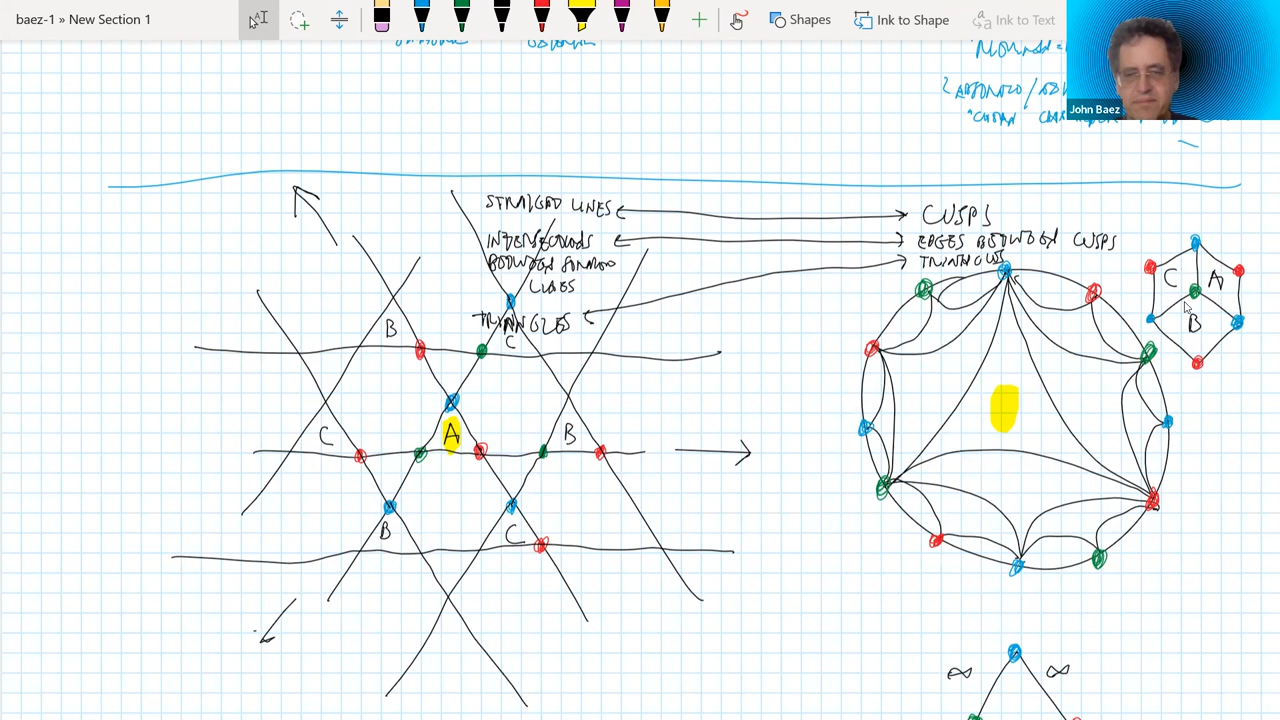 baez-1 » New Section 1
Shapes
Ink to Shape
Ink to Text
John Baez
STRAIGHT LINES
CUSPS
INTERSECTIONS
EDGES BETWEEN CUSPS
BETWEEN
TRIANGLES
LINES
TRIANGLES
C
A
B
B
C
A
C
B
B
C
∞ ∞